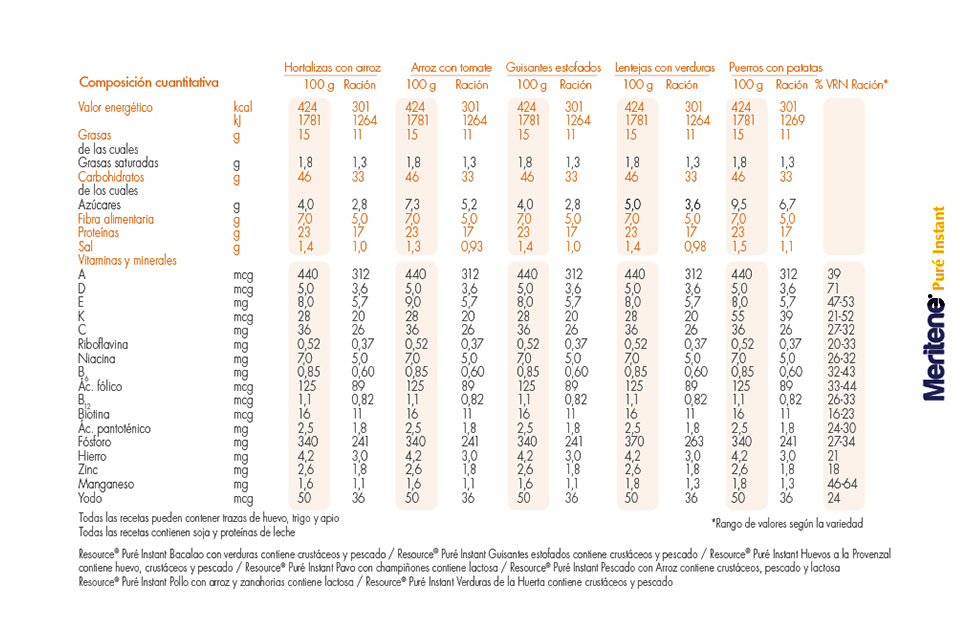 Hortalizas con arroz Arroz con tomate Guisantes estofados Lentejas con verduras Puerros con patatas
Composición cuantitativa 100 g Ración 100 g Ración 100 g Ración 100 g Ración 100 g Ración % VRN Ración*
Valor energético kcal 424 301 424 301 424 301 424 301 424 301
kJ 1781 1264 1781 1264 1781 1264 1781 1264 1781 1269
Grasas g 15 11 15 11 15 11 15 11 15 11
de las cuales
Grasas saturadas g 1,8 1,3 1,8 1,3 1,8 1,3 1,8 1,3 1,8 1,3
Carbohidratos g 46 33 46 33 46 33 46 33 46 33
de los cuales
Azúcares g 4,0 2,8 7,3 5,2 4,0 2,8 5,0 3,6 9,5 6,7
Fibra alimentaria g 7,0 5,0 7,0 5,0 7,0 5,0 7,0 5,0 7,0 5,0
Proteínas g 23 17 23 17 23 17 23 17 23 17
Sal g 1,4 1,0 1,3 0,93 1,4 1,0 1,4 0,98 1,5 1,1
Vitaminas y minerales
A mcg 440 312 440 312 440 312 440 312 440 312 39
D mcg 5,0 3,6 5,0 3,6 5,0 3,6 5,0 3,6 5,0 3,6 71
E mg 8,0 5,7 9,0 5,7 8,0 5,7 8,0 5,7 8,0 5,7 47-53
K mcg 28 20 28 20 28 20 28 20 55 39 21-52
C mg 36 26 36 26 36 26 36 26 36 26 27-32
Riboflavina mg 0,52 0,37 0,52 0,37 0,52 0,37 0,52 0,37 0,52 0,37 20-33
Niacina mg 7,0 5,0 7,0 5,0 7,0 5,0 7,0 5,0 7,0 5,0 26-32
B6 mg 0,85 0,60 0,85 0,60 0,85 0,60 0,85 0,60 0,85 0,60 32-43
Ác. fólico mcg 125 89 125 89 125 89 125 89 125 89 33-44
B12 mcg 1,1 0,82 1,1 0,82 1,1 0,82 1,1 0,82 1,1 0,82 26-33
Biotina mcg 16 11 16 11 16 11 16 11 16 11 16-23
Ác. pantoténico mg 2,5 1,8 2,5 1,8 2,5 1,8 2,5 1,8 2,5 1,8 24-30
Fósforo mg 340 241 340 241 340 241 370 263 340 241 27-34
Hierro mg 4,2 3,0 4,2 3,0 4,2 3,0 4,2 3,0 4,2 3,0 21
Zinc mg 2,6 1,8 2,6 1,8 2,6 1,8 2,6 1,8 2,6 1,8 18
Manganeso mg 1,6 1,1 1,6 1,1 1,6 1,1 1,8 1,3 1,8 1,3 46-64
Yodo mcg 50 36 50 36 50 36 50 36 50 36 24
Todas las recetas pueden contener trazas de huevo, trigo y apio *Rango de valores según la variedad
Todas las recetas contienen soja y proteínas de leche
Resource® Puré Instant Bacalao con verduras contiene crustáceos y pescado / Resource® Puré Instant Guisantes estofados contiene crustáceos y pescado / Resource® Puré Instant Huevos a la Provenzal
contiene huevo, crustáceos y pescado / Resource® Puré Instant Pavo con champiñones contiene lactosa / Resource® Puré Instant Pescado con Arroz contiene crustáceos, pescado y lactosa
Resource® Puré Instant Pollo con arroz y zanahorias contiene lactosa / Resource® Puré Instant Verduras de la Huerta contiene crustáceos y pescado
Meritene® Puré Instant